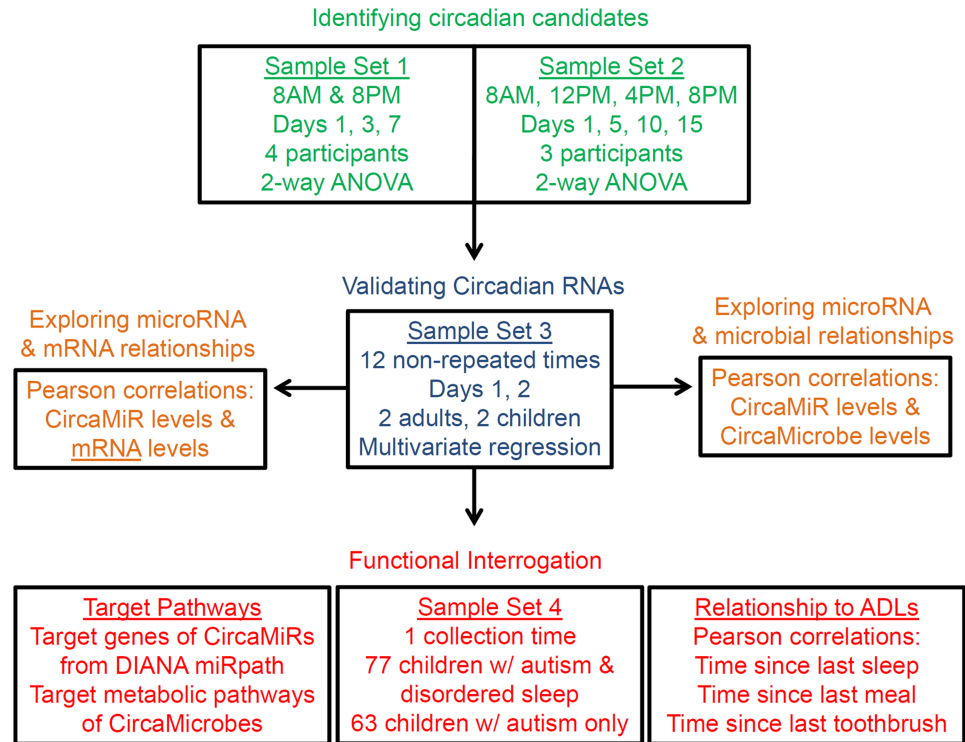 Identifying circadian candidates
Sample Set 1
8AM & 8PM
Days 1, 3, 7
4 participants
2-way ANOVA
Sample Set 2
8AM, 12PM, 4PM, 8PM
Days 1, 5, 10, 15
3 participants
2-way ANOVA
Exploring microRNA
& mRNA relationships
Pearson correlations:
CircaMiR levels &
mRNA levels
Validating Circadian RNAs
Sample Set 3
12 non-repeated times
Days 1, 2
2 adults, 2 children
Multivariate regression
Exploring microRNA
& microbial relationships
Pearson correlations:
CircaMiR levels &
CircaMicrobe levels
Functional Interrogation
Target Pathways
Target genes of CircaMiRs
from DIANA miRpath
Target metabolic pathways
of CircaMicrobes
Sample Set 4
1 collection time
77 children w/ autism &
disordered sleep
63 children w/ autism only
Relationship to ADLs
Pearson correlations:
Time since last sleep
Time since last meal
Time since last toothbrush